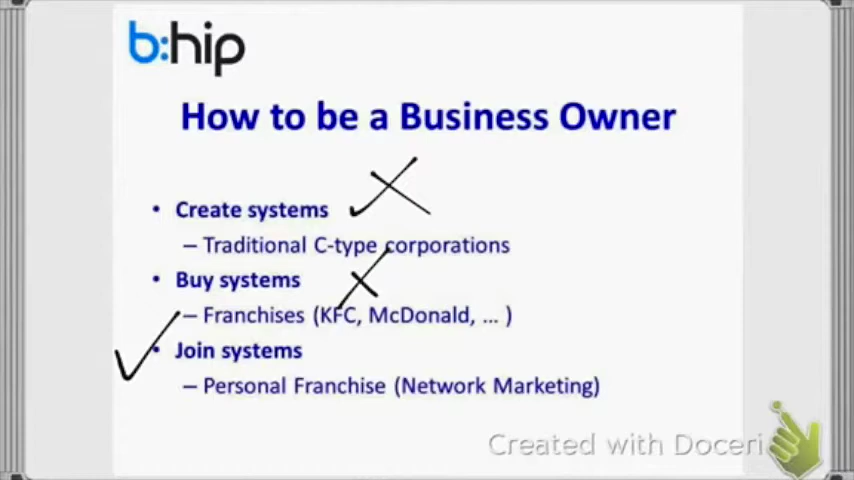 b:hip
How to be a Business Owner
• Create systems
– Traditional C-type corporations
• Buy systems
– Franchises (KFC, McDonald, ... )
• Join systems
– Personal Franchise (Network Marketing)
Created with Doceri